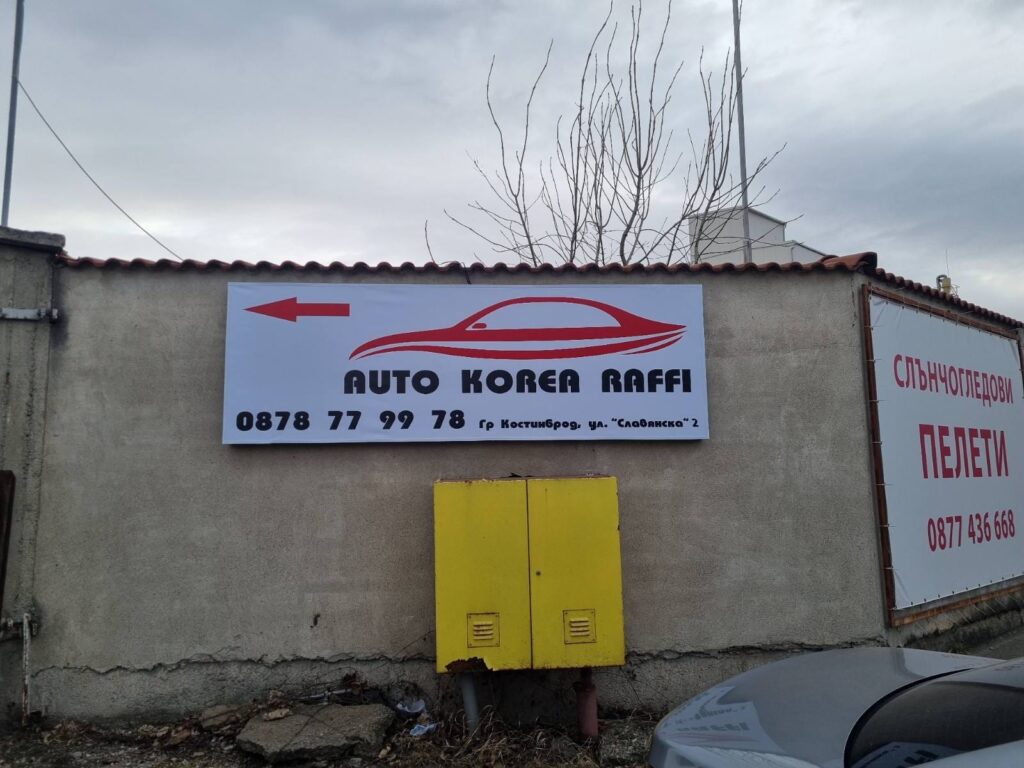 AUTO KOREA RAFFI
0878 77 99 78 Гр Костинброд, ул. "Славянска" 2
СЛЪНЧОГЛЕДОВИ
ПЕЛЕТИ
0877 436 668